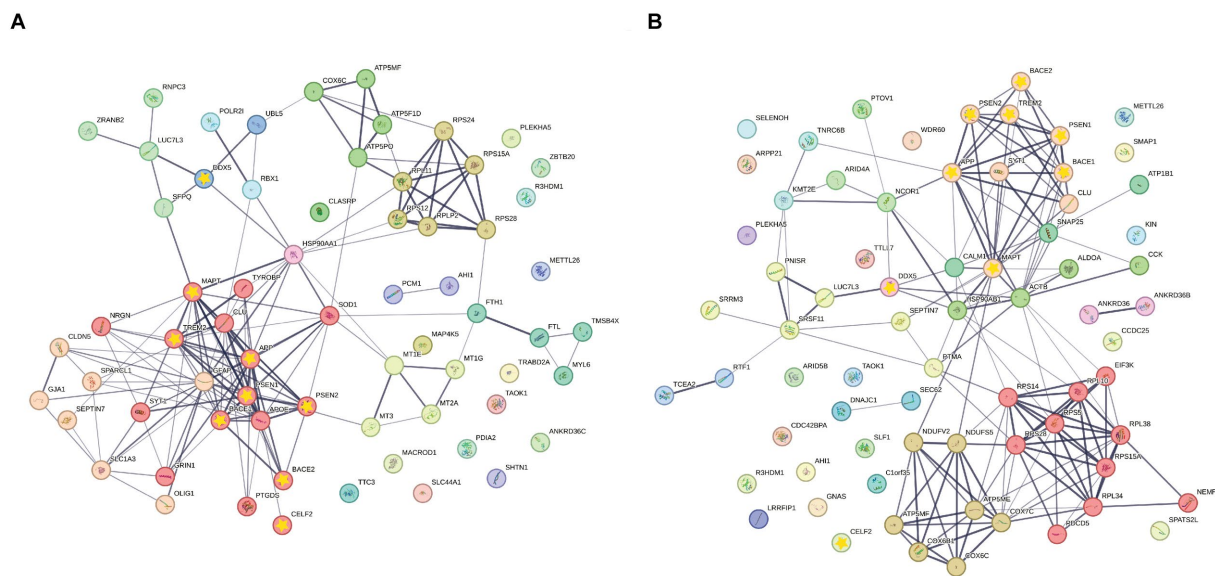 A
B
RNPC3
ZRANB2
POLR2I
UBL5
LUC7L3
DDX5
SFPQ
RBX1
COX6C
ATP5MF
ATP5F1D
ATP5PO
RPS24
RPS15A
RPL11
RPS12
RPLP2
RPS28
PLEKHA5
ZBTB20
R3HDM1
CLASRP
HSP90AA1
METTL26
PCM1
AHI1
MAPT
TYROBP
SOD1
FTH1
NRGN
CLU
MAP4K5
FTL
TMSB4X
CLDN5
TREM2
APP
MT1E
MT1G
TRABD2A
MYL6
SPARCL1
GFAP
PSEN1
GJA1
SEPTIN7
SYT1
BACE1
APOE
PSEN2
MT3
MT2A
TAOK1
PDIA2
ANKRD36C
SLC1A3
GRIN1
MACROD1
SHTN1
OLIG1
BACE2
TTC3
SLC44A1
PTGDS
CELF2
BACE2
PTOV1
PSEN2
TREM2
METTL26
SELENOH
TNRC6B
WDR60
PSEN1
SMAP1
ARPP21
APP
SYT1
BACE1
ATP1B1
ARID4A
KMT2E
NCOR1
CLU
SNAP25
KIN
PLEKHA5
TTLL7
CALM1
MAPT
ALDOA
CCK
PNISR
DDX5
LUC7L3
HSP90AB1
ACTB
ANKRD36
ANKRD36B
SRRM3
SRSF11
SEPTIN7
CCDC25
PTMA
RTF1
ARID5B
TAOK1
EIF3K
TCEA2
DNAJC1
SEC62
RPS14
RPL10
RPS5
CDC42BPA
SLF1
NDUFV2
NDUFS5
RPS28
RPL38
RPS15A
R3HDM1
AHI1
C1orf35
NEMF
LRRFIP1
GNAS
ATP5ME
RPL34
ATP5MF
COX7C
PDCD5
SPATS2L
CELF2
COX6B1
COX6C